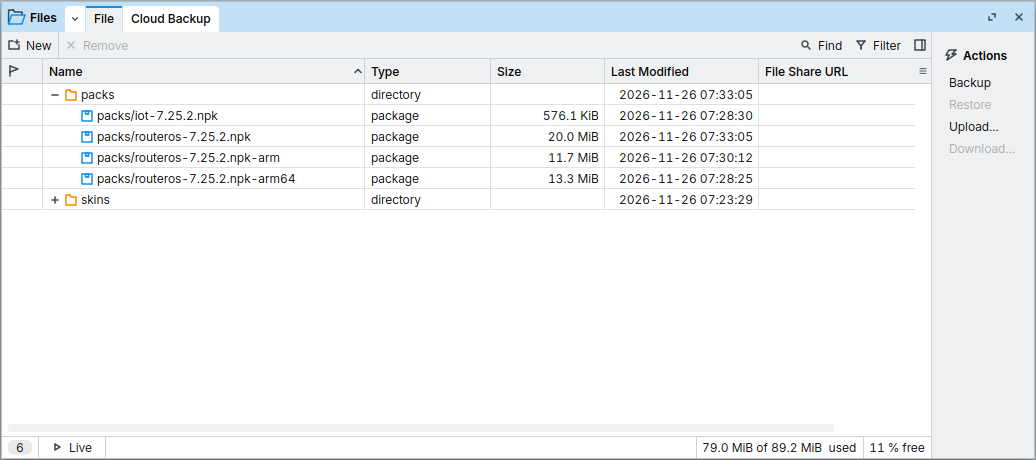 Files File Cloud Backup
New Remove Find Filter
Name Type Size Last Modified File Share URL
packs directory 2026-11-26 07:33:05
packs/iot-7.25.2.npk package 576.1 KiB 2026-11-26 07:28:30
packs/routeros-7.25.2.npk package 20.0 MiB 2026-11-26 07:33:05
packs/routeros-7.25.2.npk-arm package 11.7 MiB 2026-11-26 07:30:12
packs/routeros-7.25.2.npk-arm64 package 13.3 MiB 2026-11-26 07:28:25
skins directory 2026-11-26 07:23:29
6 Live 79.0 MiB of 89.2 MiB used 11 % free
Actions
Backup
Restore
Upload...
Download...